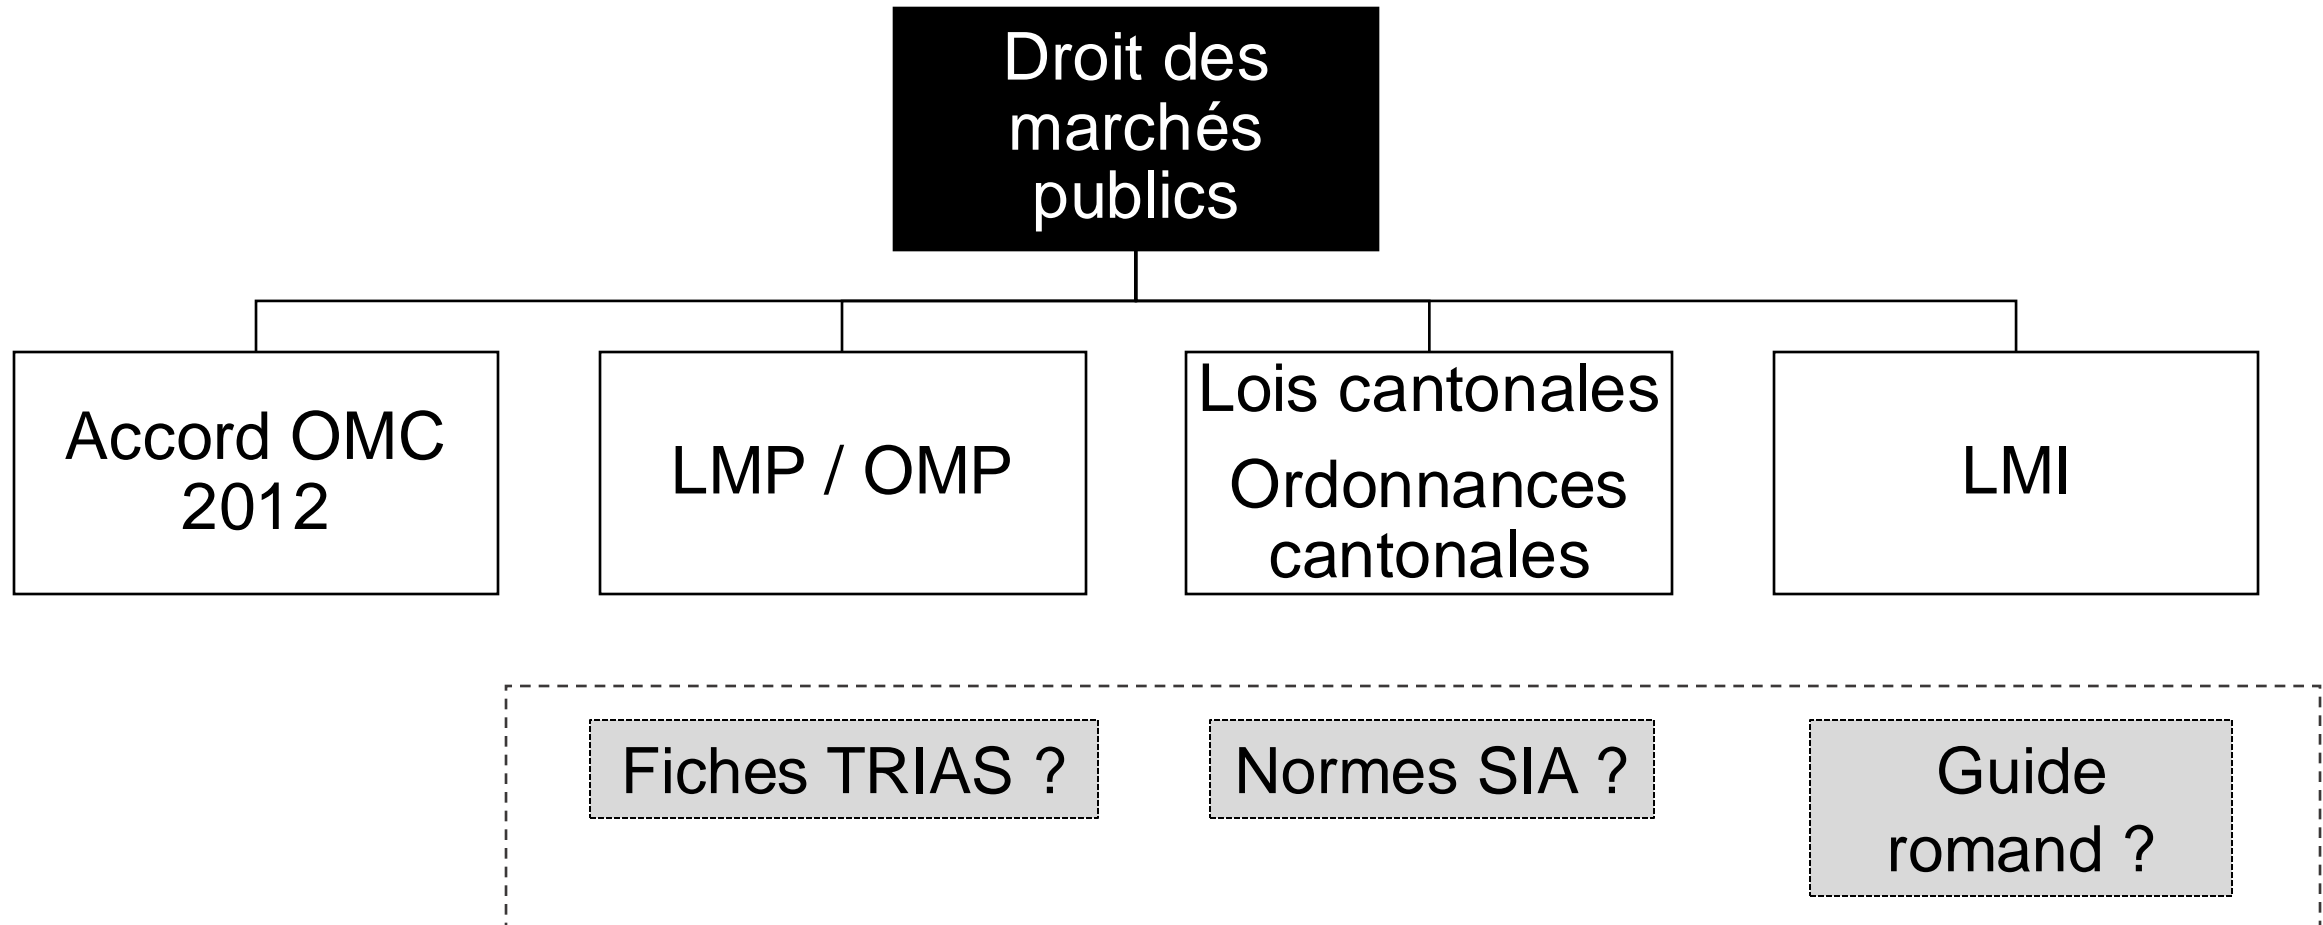 Droit des
marchés
publics
Accord OMC
2012
LMP / OMP
Lois cantonales
Ordonnances
cantonales
LMI
Fiches TRIAS ?
Normes SIA ?
Guide
romand ?